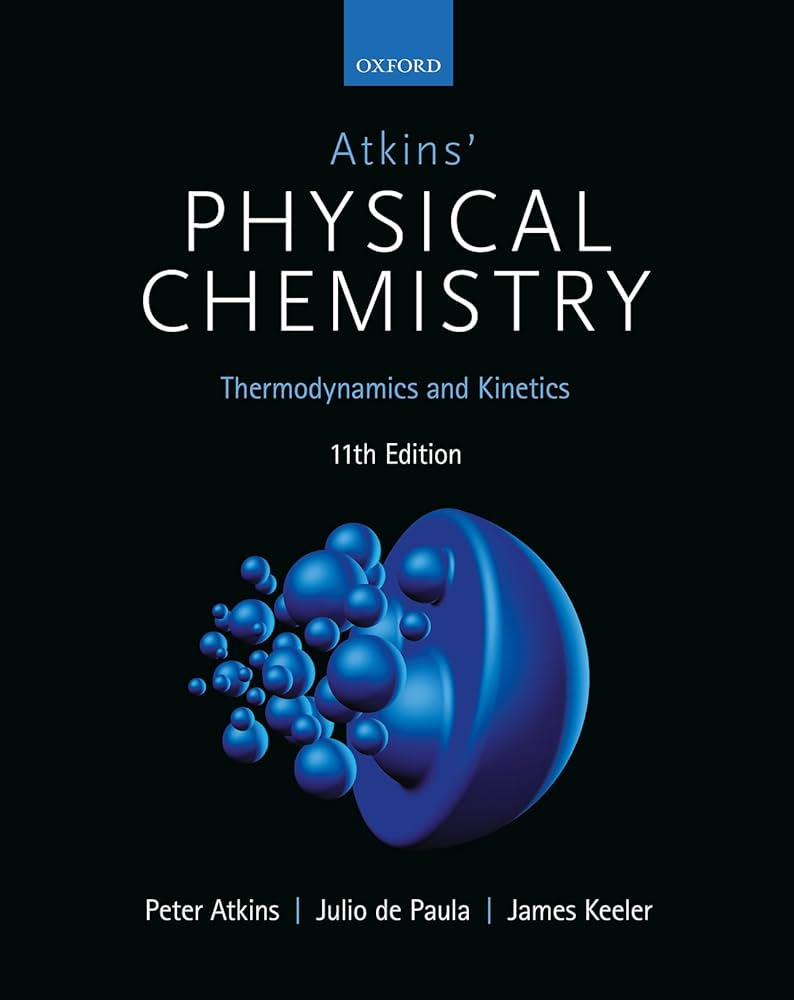 OXFORD
Atkins’
PHYSICAL
CHEMISTRY
Thermodynamics and Kinetics
11th Edition
Peter Atkins | Julio de Paula | James Keeler